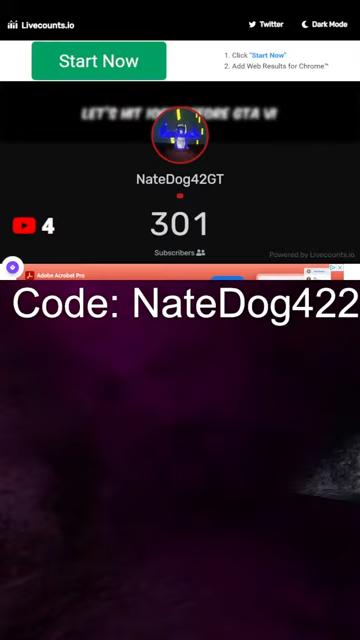 Livecounts.io
Twitter
Dark Mode
Start Now
1. Click "Start Now"
2. Add Web Results for Chrome™
NateDog42GT
4
301
Subscribers
Powered by Livecounts.io
Adobe Acrobat Pro
Code: NateDog422